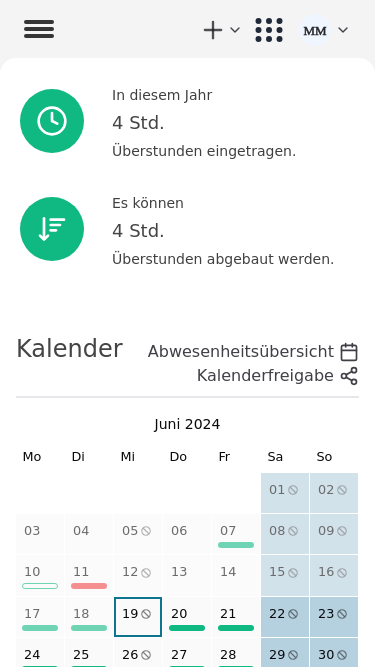 MM
In diesem Jahr
4 Std.
Überstunden eingetragen.
Es können
4 Std.
Überstunden abgebaut werden.
Kalender
Abwesenheitsübersicht
Kalenderfreigabe
Juni 2024
Mo Di Mi Do Fr Sa So
01 02
03 04 05 06 07 08 09
10 11 12 13 14 15 16
17 18 19 20 21 22 23
24 25 26 27 28 29 30